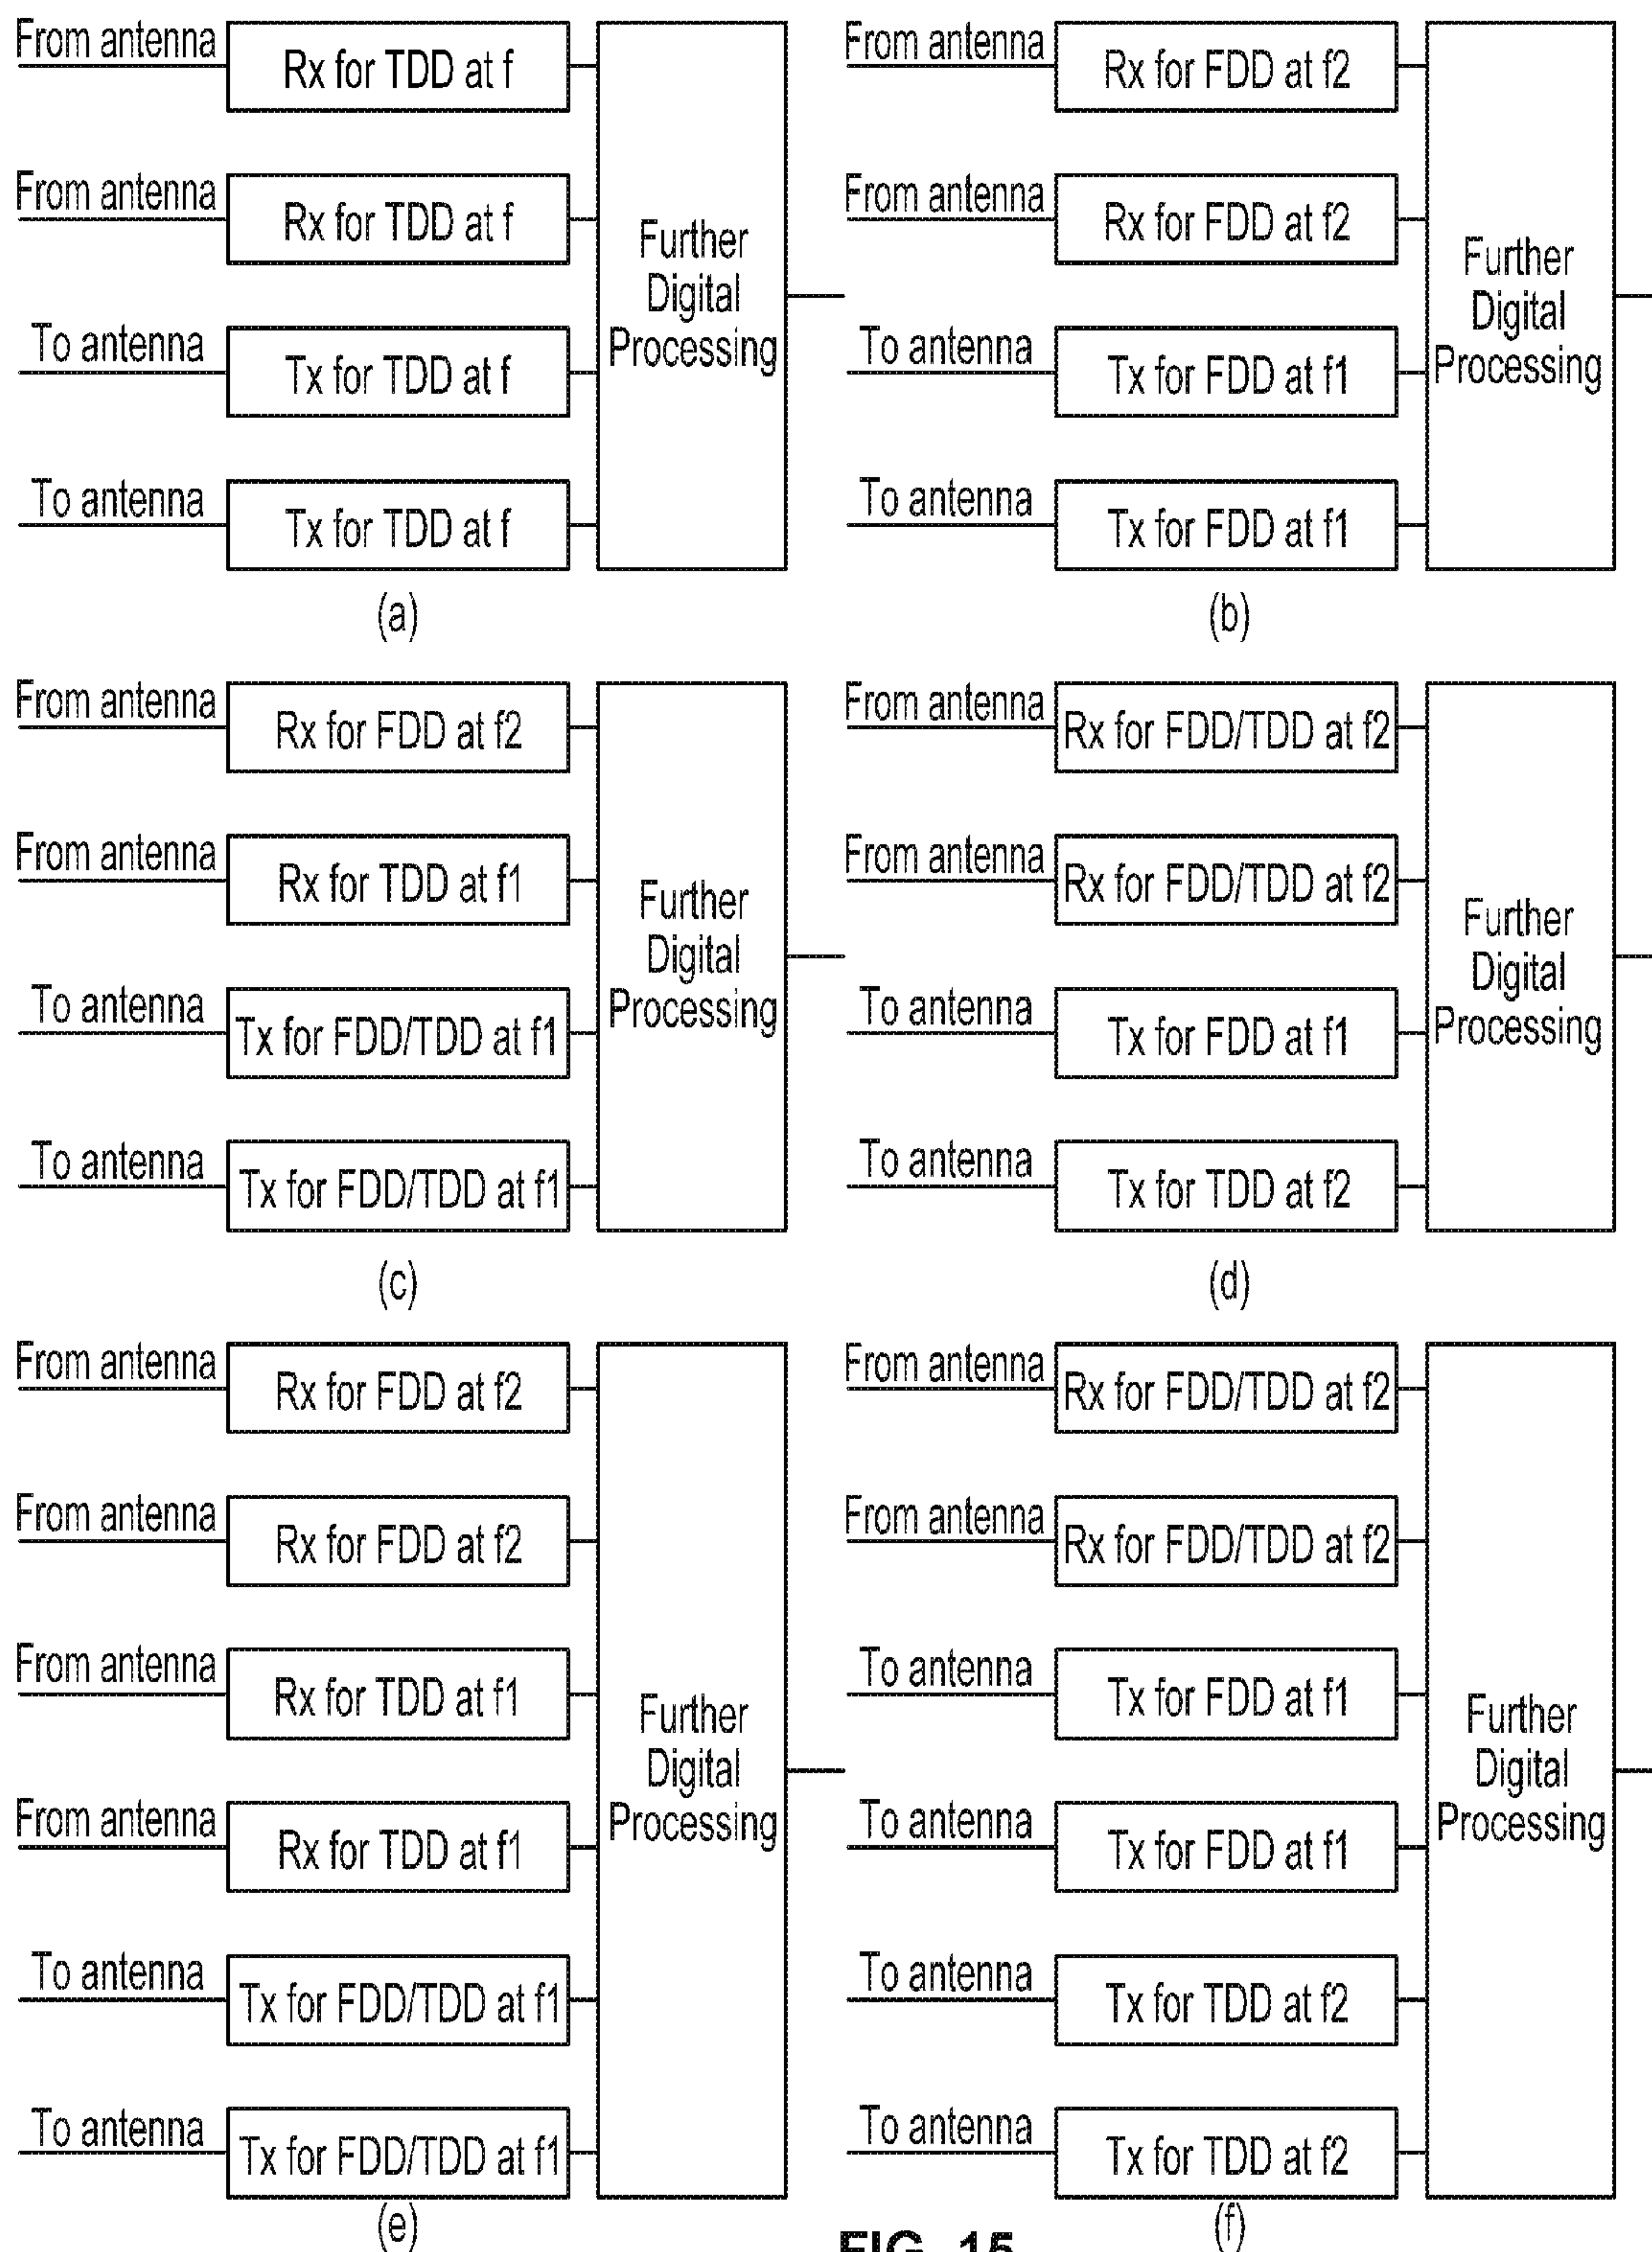 From antenna
Rx for TDD at f
From antenna
Rx for TDD at f
To antenna
Tx for TDD at f
To antenna
Tx for TDD at f
Further
Digital
Processing
(a)
From antenna
Rx for FDD at f2
From antenna
Rx for FDD at f2
To antenna
Tx for FDD at f1
To antenna
Tx for FDD at f1
Further
Digital
Processing
(b)
From antenna
Rx for FDD at f2
From antenna
Rx for TDD at f1
To antenna
Tx for FDD/TDD at f1
To antenna
Tx for FDD/TDD at f1
Further
Digital
Processing
(c)
From antenna
Rx for FDD/TDD at f2
From antenna
Rx for FDD/TDD at f2
To antenna
Tx for FDD at f1
To antenna
Tx for TDD at f2
Further
Digital
Processing
(d)
From antenna
Rx for FDD at f2
From antenna
Rx for FDD at f2
From antenna
Rx for TDD at f1
From antenna
Rx for TDD at f1
To antenna
Tx for FDD/TDD at f1
To antenna
Tx for FDD/TDD at f1
Further
Digital
Processing
(e)
From antenna
Rx for FDD/TDD at f2
From antenna
Rx for FDD/TDD at f2
To antenna
Tx for FDD at f1
To antenna
Tx for FDD at f1
To antenna
Tx for TDD at f2
To antenna
Tx for TDD at f2
Further
Digital
Processing
(f)
FIG. 15